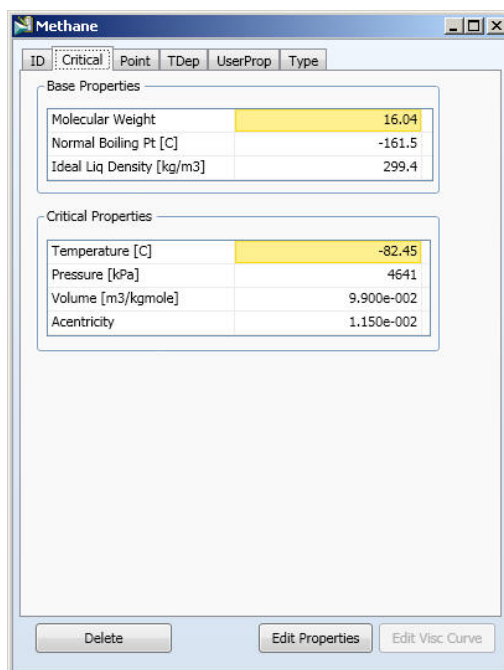 Methane
ID Critical Point TDep UserProp Type
Base Properties
Molecular Weight 16.04
Normal Boiling Pt [C] -161.5
Ideal Liq Density [kg/m3] 299.4
Critical Properties
Temperature [C] -82.45
Pressure [kPa] 4641
Volume [m3/kgmole] 9.900e-002
Acentricity 1.150e-002
Delete Edit Properties Edit Visc Curve